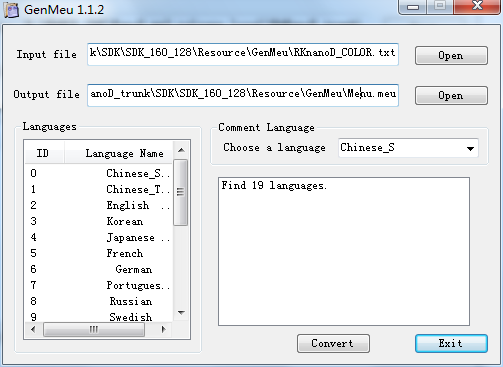 GenMeu 1.1.2
Input file k\SDK\SDK_160_128\Resource\GenMeu\RKnanoD_COLOR.txt Open
Output file anoD_trunk\SDK\SDK_160_128\Resource\GenMeu\Menu.meu Open
Languages
ID Language Name
0 Chinese_S..
1 Chinese_T..
2 English ..
3 Korean
4 Japanese ..
5 French
6 German
7 Portugues..
8 Russian
9 Swedish
Comment Language
Choose a language Chinese_S
Find 19 languages.
Convert Exit